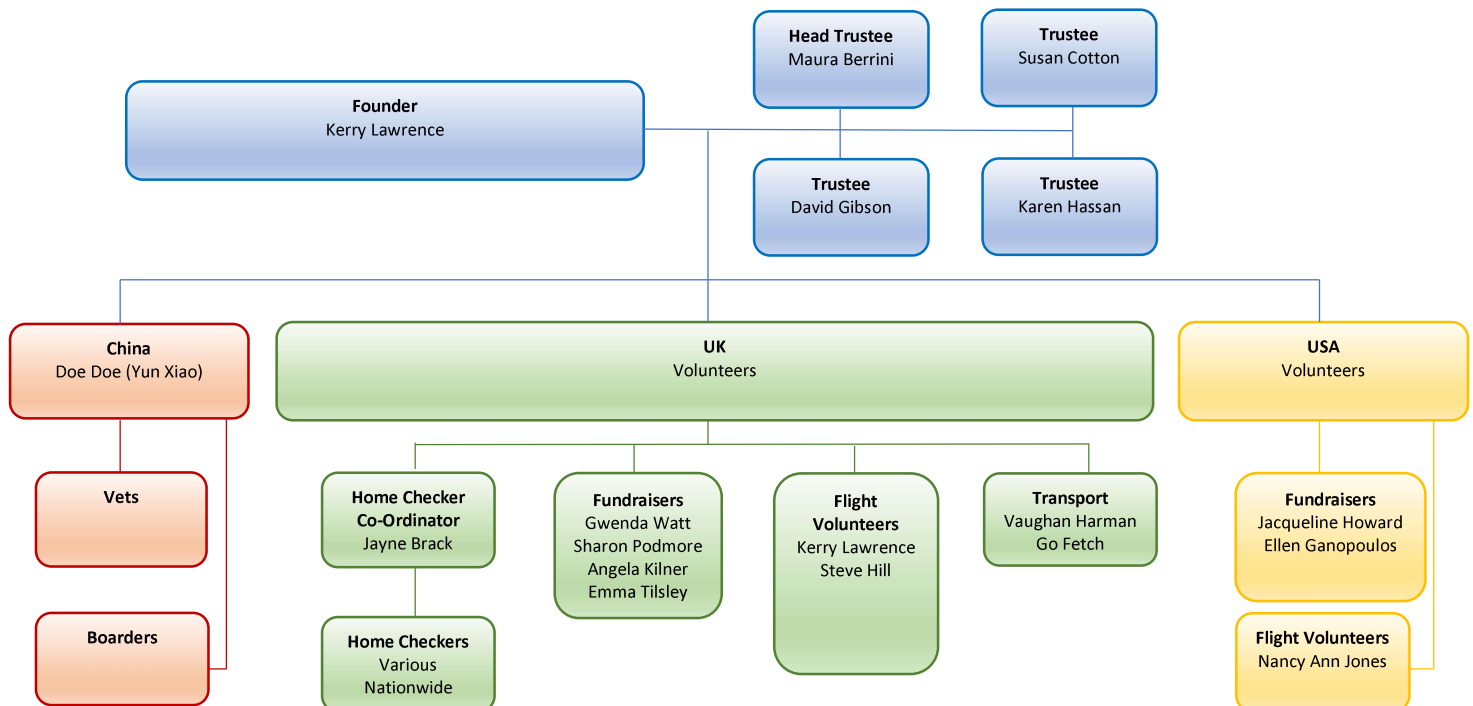 Head Trustee
Maura Berrini
Trustee
Susan Cotton
Founder
Kerry Lawrence
Trustee
David Gibson
Trustee
Karen Hassan
China
Doe Doe (Yun Xiao)
UK
Volunteers
USA
Volunteers
Vets
Boarders
Home Checker
Co-Ordinator
Jayne Brack
Home Checkers
Various
Nationwide
Fundraisers
Gwenda Watt
Sharon Podmore
Angela Kilner
Emma Tilsley
Flight
Volunteers
Kerry Lawrence
Steve Hill
Transport
Vaughan Harman
Go Fetch
Fundraisers
Jacqueline Howard
Ellen Ganopoulos
Flight Volunteers
Nancy Ann Jones